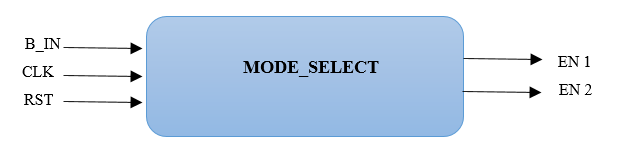 B_IN
CLK
RST
MODE_SELECT
EN 1
EN 2